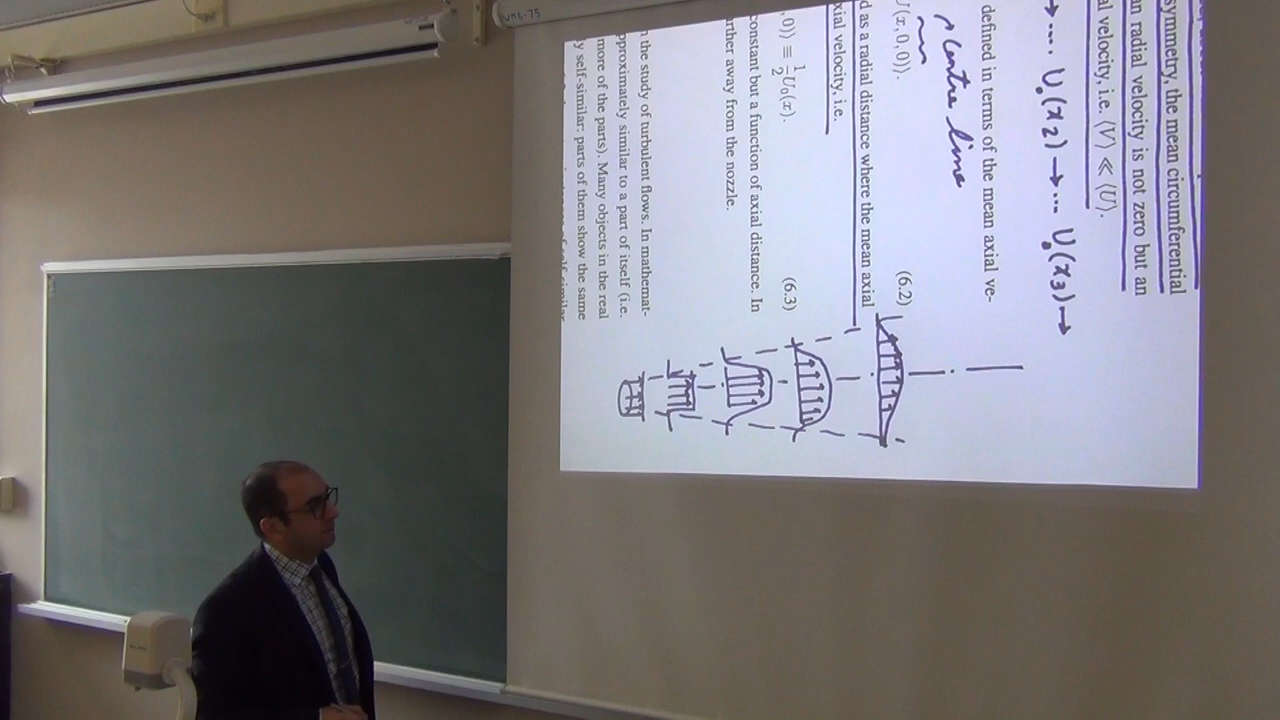 symmetry, the mean circumferential
an radial velocity is not zero but an
al velocity, i.e. ⟨V⟩ ≪ ⟨U⟩.
→ .... U₀(x₂) → ... U₀(x₃) →
defined in terms of the mean axial ve-
centre line
U(x, 0, 0)⟩. (6.2)
d as a radial distance where the mean axial
xial velocity, i.e.
, 0)⟩ ≡ ½U₀(x). (6.3)
constant but a function of axial distance. In
urther away from the nozzle.
n the study of turbulent flows. In mathemat-
pproximately similar to a part of itself (i.e.
more of the parts). Many objects in the real
y self-similar: parts of them show the same